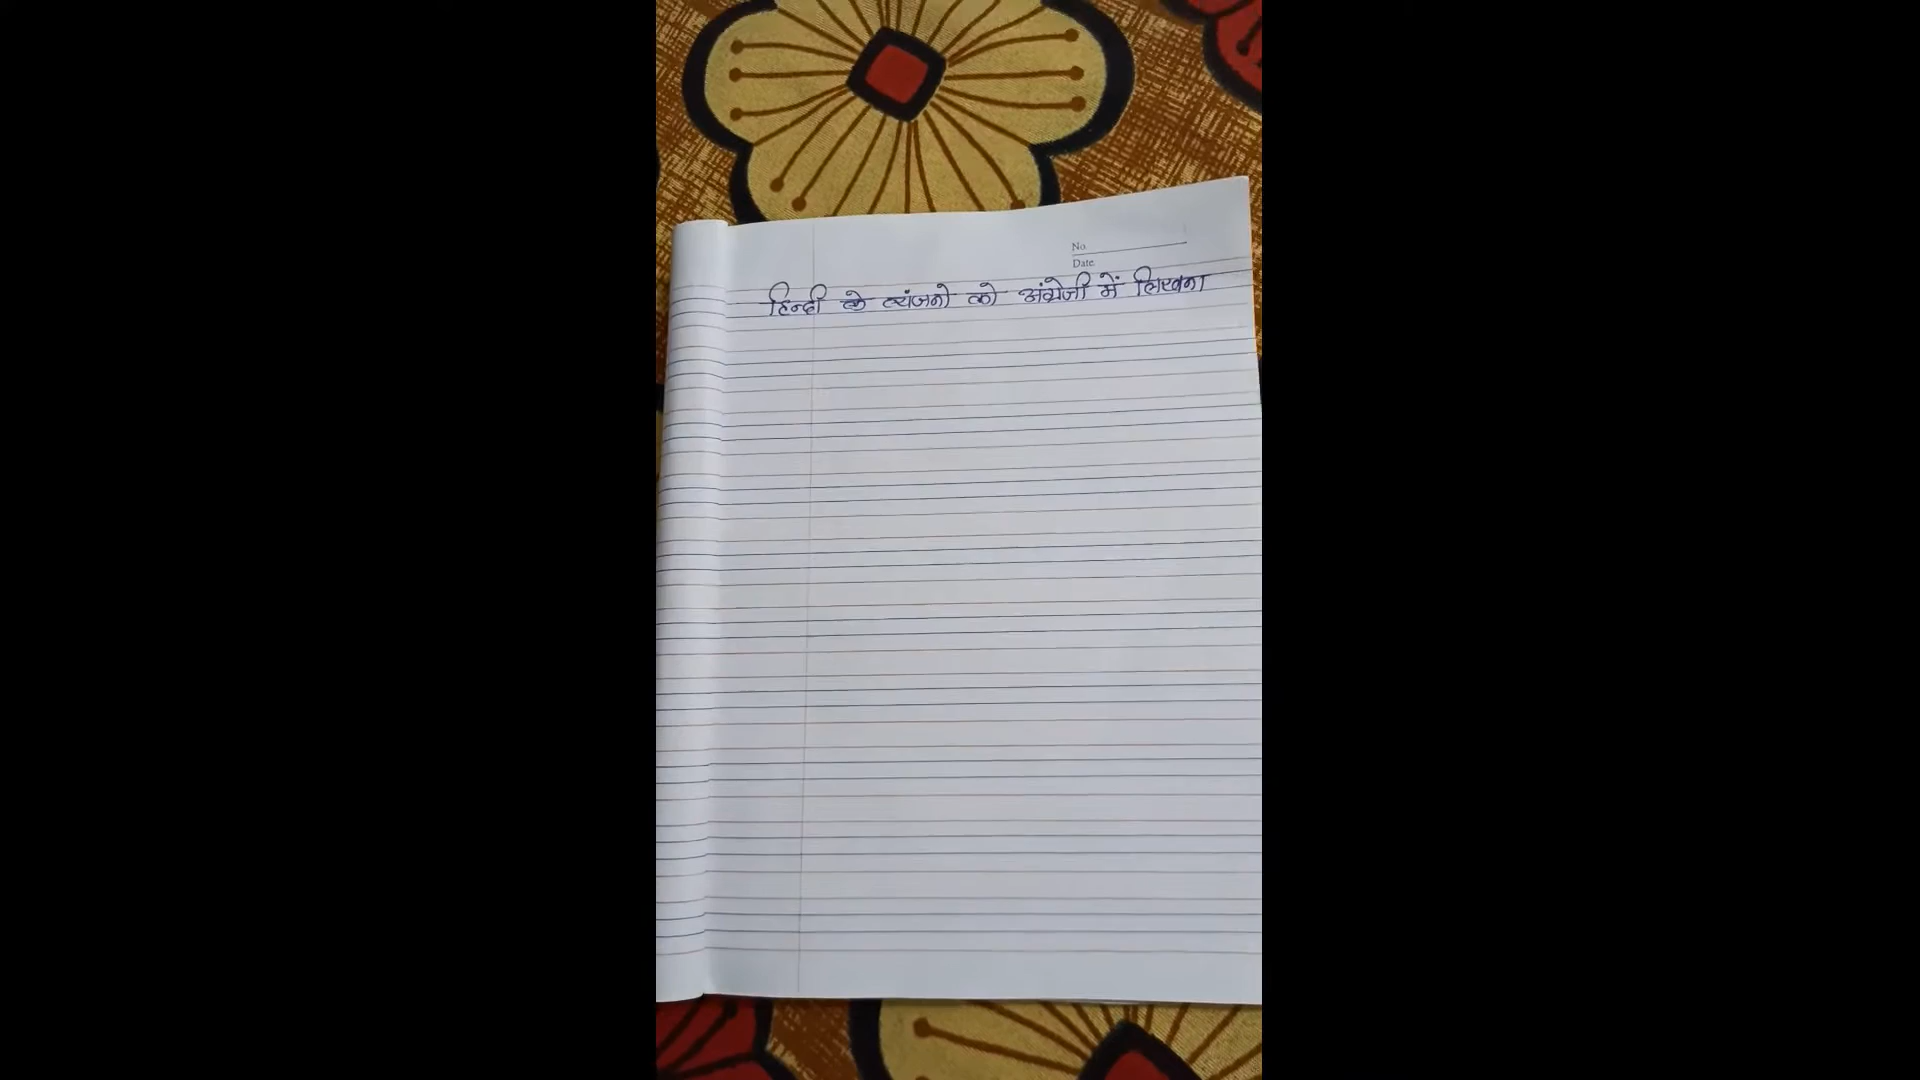 No
Date
हिन्दी के व्यंजनो को अंग्रेजी में लिखना